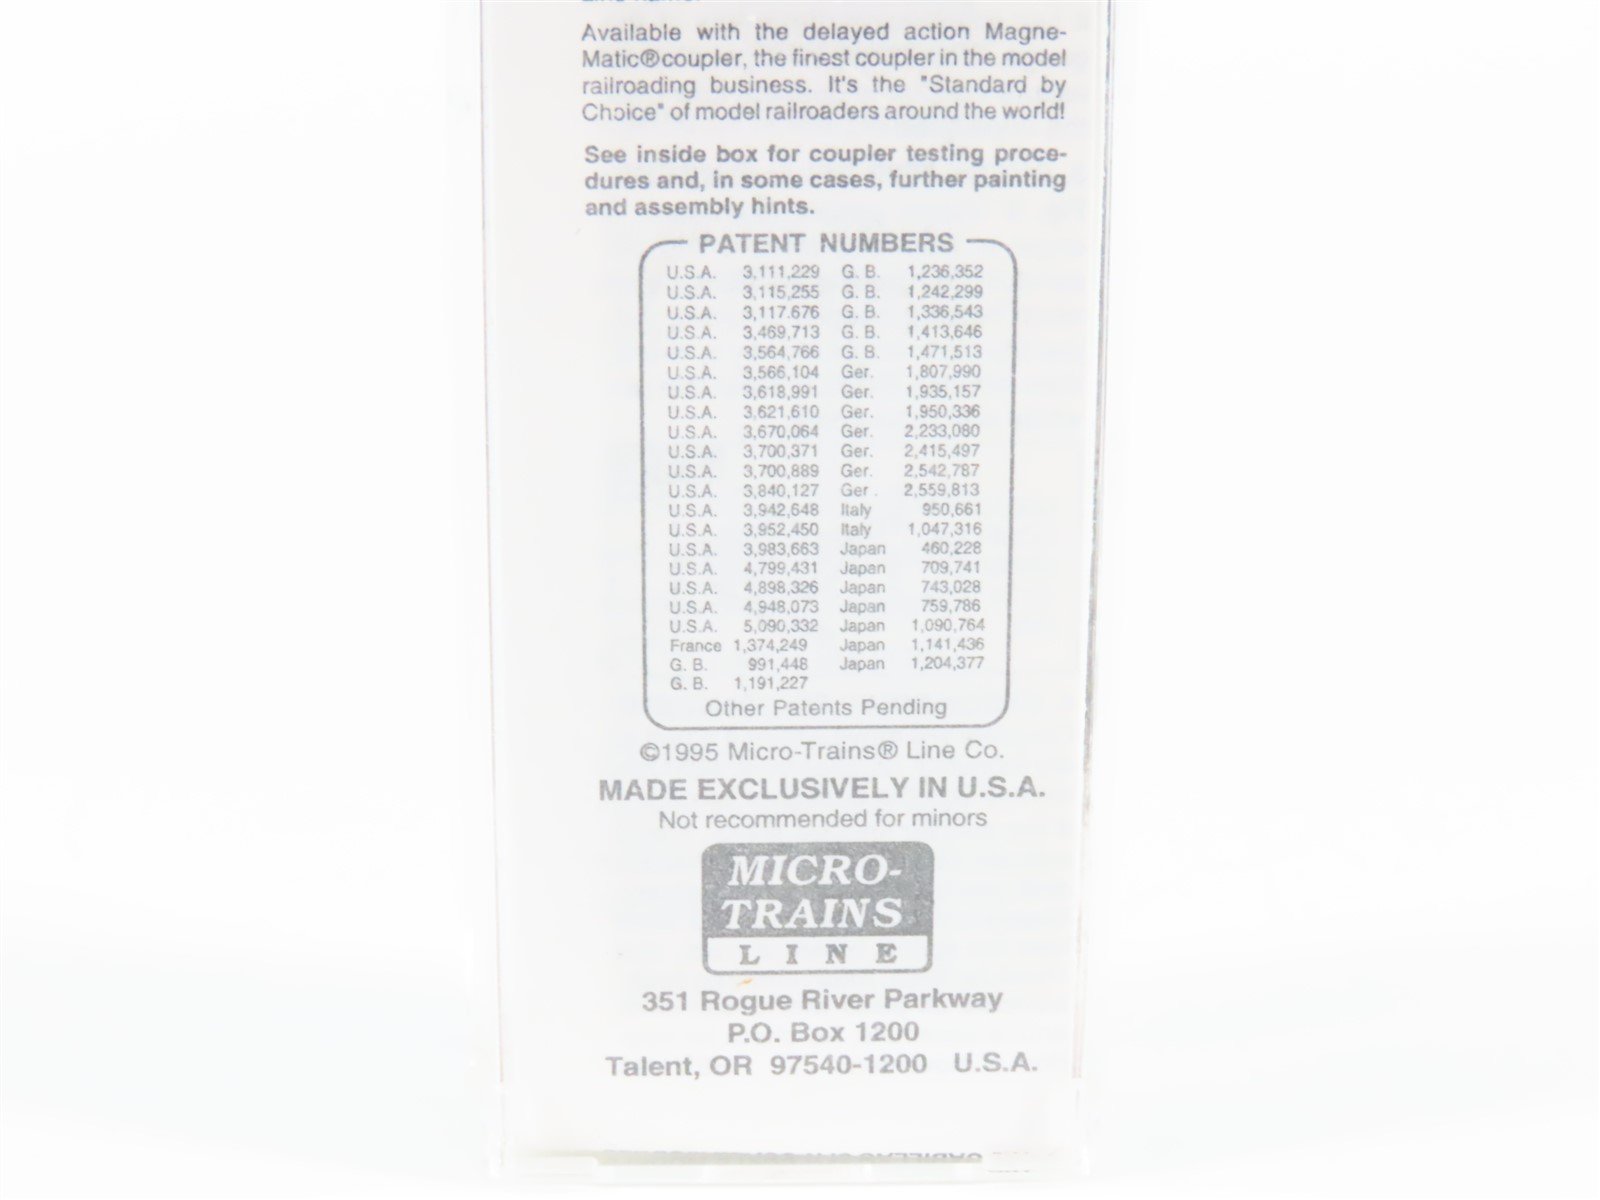 Available with the delayed action Magne-
Matic®coupler, the finest coupler in the model
railroading business. It's the "Standard by
Choice" of model railroaders around the world!
See inside box for coupler testing proce-
dures and, in some cases, further painting
and assembly hints.
PATENT NUMBERS
U.S.A. 3,111,229 G. B. 1,236,352
U.S.A. 3,115,255 G. B. 1,242,299
U.S.A. 3,117.676 G. B. 1,336,543
U.S.A. 3,469,713 G. B. 1,413,646
U.S.A. 3,564,766 G. B. 1,471,513
U.S.A. 3,566,104 Ger. 1,807,990
U.S.A. 3,618,991 Ger. 1,935,157
U.S.A. 3,621,610 Ger. 1,950,336
U.S.A. 3,670,064 Ger. 2,233,080
U.S.A. 3,700,371 Ger. 2,415,497
U.S.A. 3,700,889 Ger. 2,542,787
U.S.A. 3,840,127 Ger . 2,559,813
U.S.A. 3,942,648 Italy 950,661
U.S.A. 3,952,450 Italy 1,047,316
U.S.A. 3,983,663 Japan 460,228
U.S.A. 4,799,431 Japan 709,741
U.S.A. 4,898,326 Japan 743,028
U.S.A. 4,948,073 Japan 759,786
U.S.A. 5,090,332 Japan 1,090,764
France 1,374,249 Japan 1,141,436
G. B. 991,448 Japan 1,204,377
G. B. 1,191,227
Other Patents Pending
©1995 Micro-Trains® Line Co.
MADE EXCLUSIVELY IN U.S.A.
Not recommended for minors
MICRO-
TRAINS
LINE
351 Rogue River Parkway
P.O. Box 1200
Talent, OR 97540-1200 U.S.A.